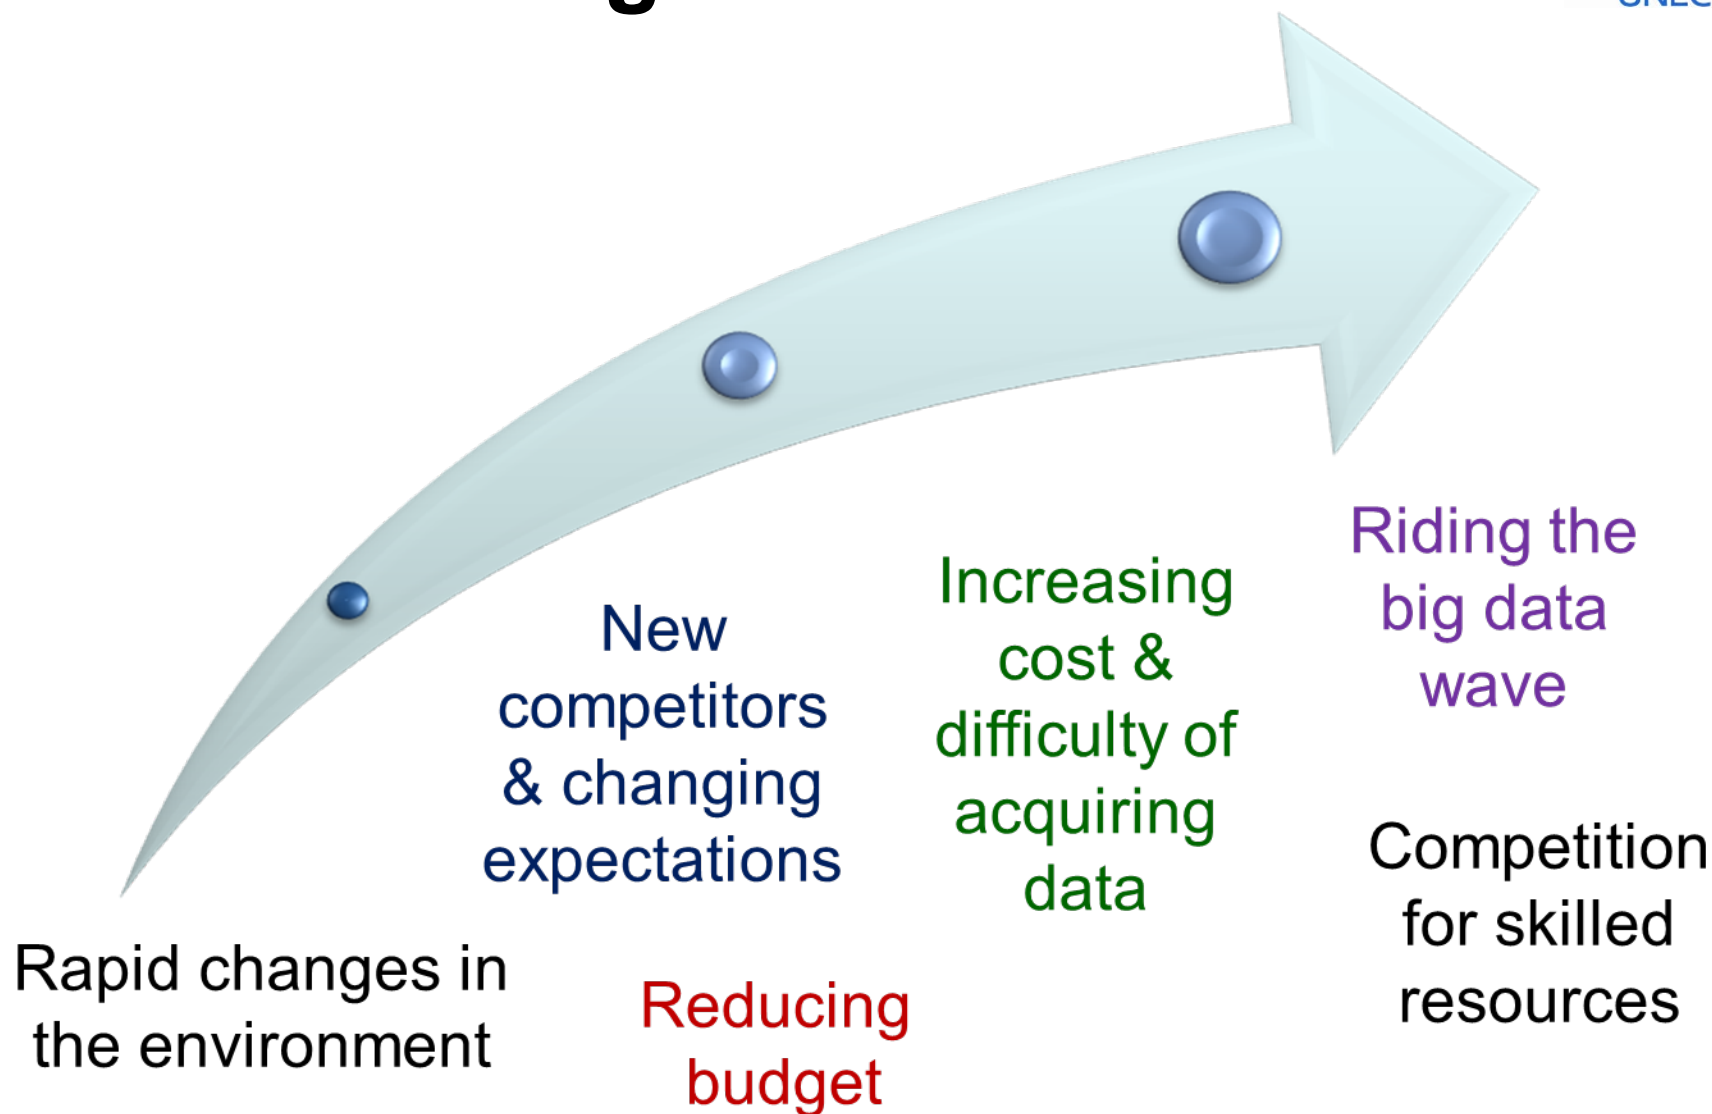 Rapid changes in
the environment
New
competitors
& changing
expectations
Reducing
budget
Increasing
cost &
difficulty of
acquiring
data
Riding the
big data
wave
Competition
for skilled
resources